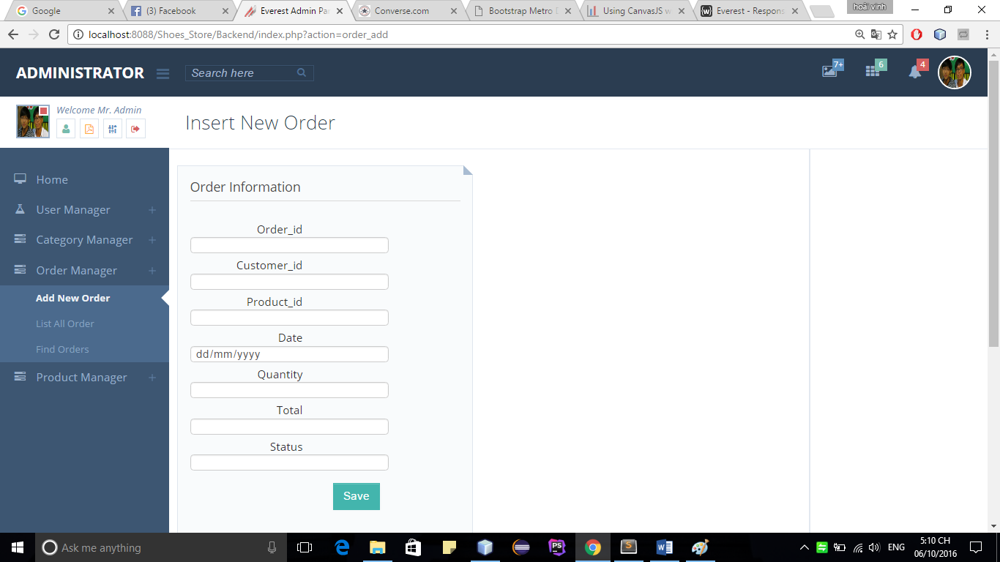 hoài vinh
Google
(3) Facebook
Everest Admin Pan
Converse.com
Bootstrap Metro D
Using CanvasJS w
Everest - Respons
localhost:8088/Shoes_Store/Backend/index.php?action=order_add
ADMINISTRATOR
Search here
7+
6
4
Welcome Mr. Admin
Insert New Order
Home
User Manager
Category Manager
Order Manager
Add New Order
List All Order
Find Orders
Product Manager
Order Information
Order_id
Customer_id
Product_id
Date
dd/mm/yyyy
Quantity
Total
Status
Save
Ask me anything
PS
S
W
ENG
5:10 CH
06/10/2016